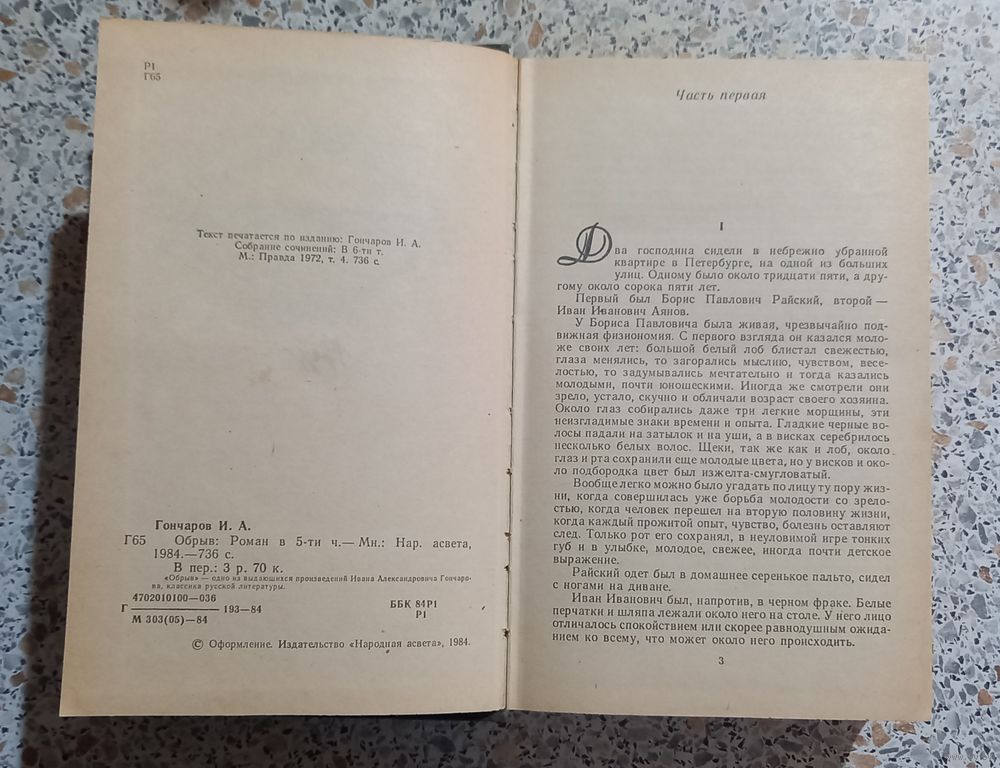 Р1
Г65
Текст печатается по изданию: Гончаров И. А.
Собрание сочинений: В 6-ти т.
М.: Правда 1972, т. 4. 736 с.
Гончаров И. А.
Г65 Обрыв: Роман в 5-ти ч.— Мн.: Нар. асвета,
1984.—736 с.
В пер.: 3 р. 70 к.
«Обрыв» — одно из выдающихся произведений Ивана Александровича Гончаро-
ва, классика русской литературы.
4702010100—036
Г ————— 193—84
М 303(05)—84
ББК 84Р1
Р1
© Оформление. Издательство «Народная асвета», 1984.
Часть первая
I
Два господина сидели в небрежно убранной
квартире в Петербурге, на одной из больших
улиц. Одному было около тридцати пяти, а дру-
гому около сорока пяти лет.
Первый был Борис Павлович Райский, второй —
Иван Иванович Аянов.
У Бориса Павловича была живая, чрезвычайно под-
вижная физиономия. С первого взгляда он казался моло-
же своих лет: большой белый лоб блистал свежестью,
глаза менялись, то загорались мыслию, чувством, весе-
лостью, то задумывались мечтательно и тогда казались
молодыми, почти юношескими. Иногда же смотрели они
зрело, устало, скучно и обличали возраст своего хозяина.
Около глаз собирались даже три легкие морщины, эти
неизгладимые знаки времени и опыта. Гладкие черные во-
лосы падали на затылок и на уши, а в висках серебрилось
несколько белых волос. Щеки, так же как и лоб, около
глаз и рта сохранили еще молодые цвета, но у висков и око-
ло подбородка цвет был изжелта-смугловатый.
Вообще легко можно было угадать по лицу ту пору жиз-
ни, когда совершилась уже борьба молодости со зрело-
стью, когда человек перешел на вторую половину жизни,
когда каждый прожитой опыт, чувство, болезнь оставляют
след. Только рот его сохранял, в неуловимой игре тонких
губ и в улыбке, молодое, свежее, иногда почти детское
выражение.
Райский одет был в домашнее серенькое пальто, сидел
с ногами на диване.
Иван Иванович был, напротив, в черном фраке. Белые
перчатки и шляпа лежали около него на столе. У него лицо
отличалось спокойствием или скорее равнодушным ожида-
нием ко всему, что может около него происходить.
3